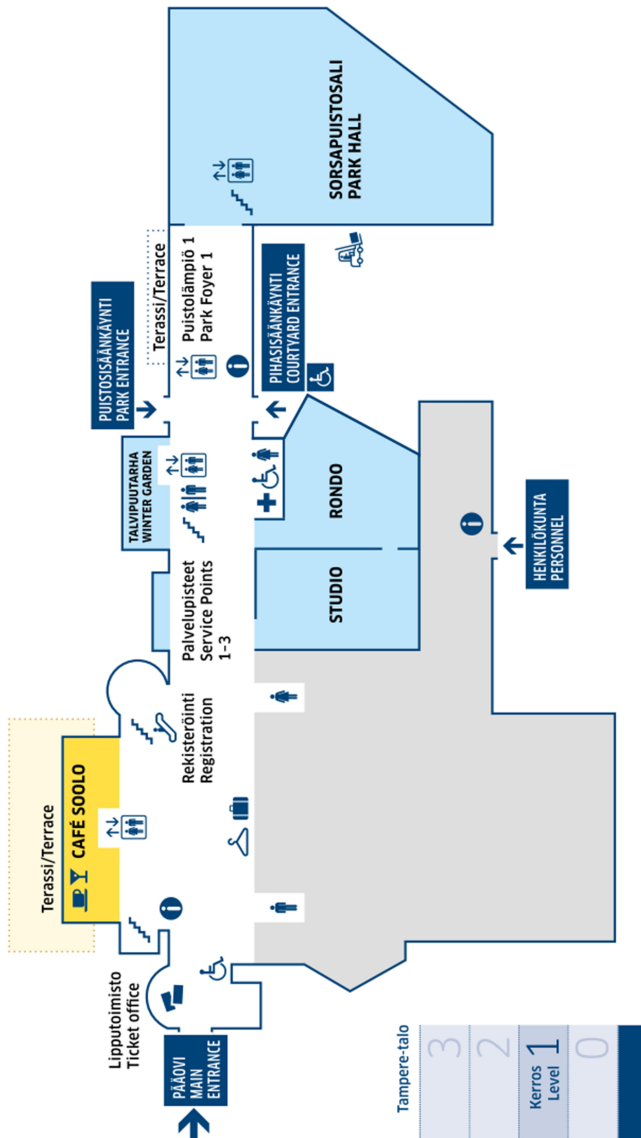 Terassi/Terrace
CAFÉ SOOLO
Lipputoimisto
Ticket office
PÄÄOVI
MAIN
ENTRANCE
Rekisteröinti
Registration
Palvelupisteet
Service Points
1-3
TALVIPUUTARHA
WINTER GARDEN
PUISTOSISÄÄNKÄYNTI
PARK ENTRANCE
Terassi/Terrace
Puistolämpiö 1
Park Foyer 1
PIHASISÄÄNKÄYNTI
COURTYARD ENTRANCE
SORSAPUISTOSALI
PARK HALL
STUDIO
RONDO
HENKILÖKUNTA
PERSONNEL
Tampere-talo
3
2
Kerros
Level 1
0